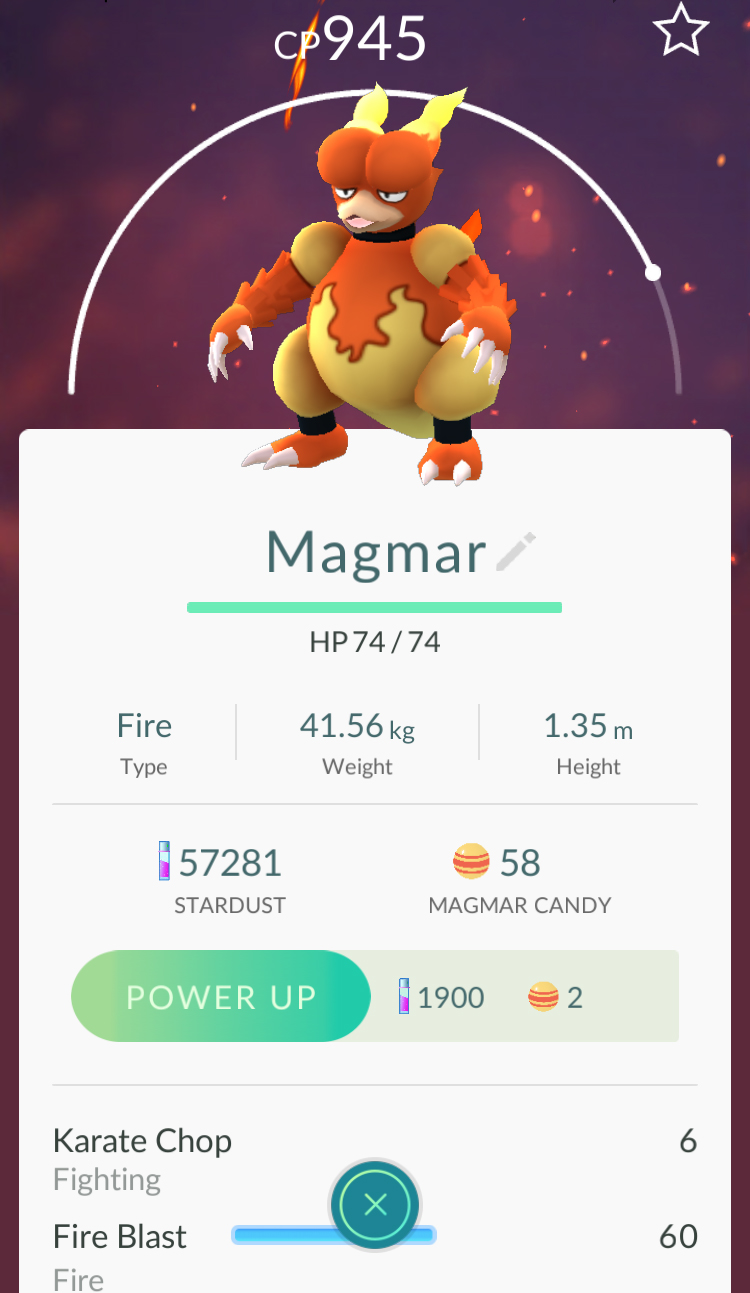 CP945
Magmar
HP 74 / 74
Fire 41.56 kg 1.35 m
Type Weight Height
57281 58
STARDUST MAGMAR CANDY
POWER UP 1900 2
Karate Chop 6
Fighting
Fire Blast 60
Fire